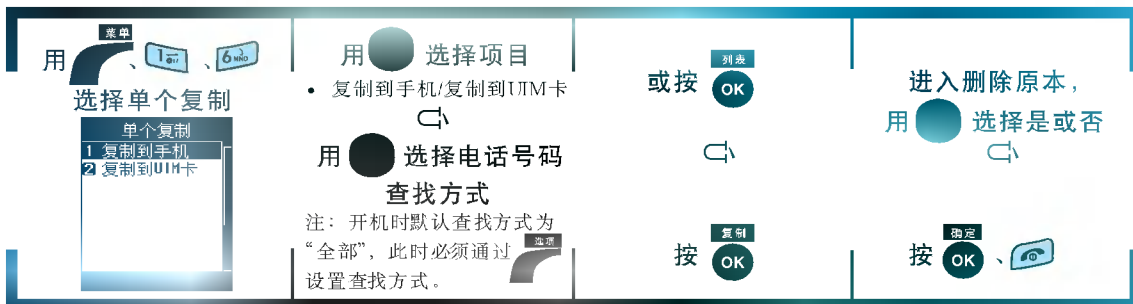 菜单
用 、1 、6 MNO
选择单个复制
单个复制
1 复制到手机
2 复制到UIM卡
用 选择项目
• 复制到手机/复制到UIM卡
用 选择电话号码
查找方式
注：开机时默认查找方式为
“全部”，此时必须通过 选项
设置查找方式。
列表
或按 OK
复制
按 OK
进入删除原本，
用 选择是或否
确定
按 OK 、